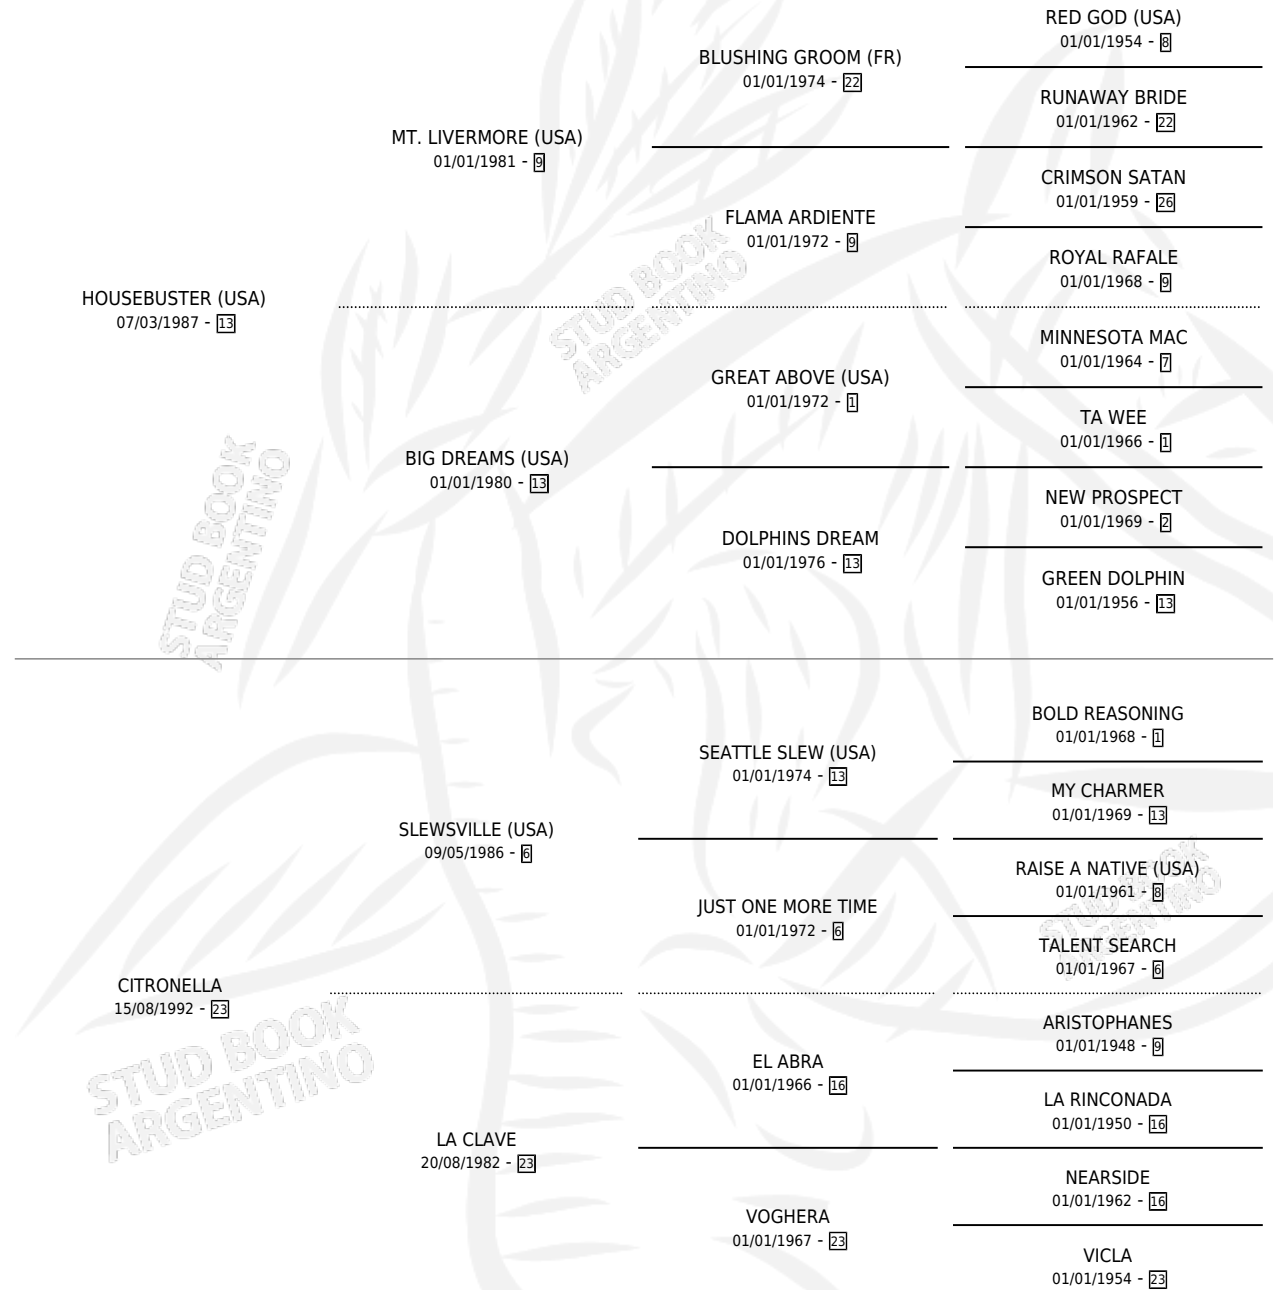 RED GOD (USA)
01/01/1954 - 8
BLUSHING GROOM (FR)
01/01/1974 - 22
RUNAWAY BRIDE
01/01/1962 - 22
MT. LIVERMORE (USA)
01/01/1981 - 9
CRIMSON SATAN
01/01/1959 - 26
FLAMA ARDIENTE
01/01/1972 - 9
ROYAL RAFALE
01/01/1968 - 9
HOUSEBUSTER (USA)
07/03/1987 - 13
MINNESOTA MAC
01/01/1964 - 7
GREAT ABOVE (USA)
01/01/1972 - 1
TA WEE
01/01/1966 - 1
BIG DREAMS (USA)
01/01/1980 - 13
NEW PROSPECT
01/01/1969 - 2
DOLPHINS DREAM
01/01/1976 - 13
GREEN DOLPHIN
01/01/1956 - 13
BOLD REASONING
01/01/1968 - 1
SEATTLE SLEW (USA)
01/01/1974 - 13
MY CHARMER
01/01/1969 - 13
SLEWSVILLE (USA)
09/05/1986 - 6
RAISE A NATIVE (USA)
01/01/1961 - 8
JUST ONE MORE TIME
01/01/1972 - 6
TALENT SEARCH
01/01/1967 - 6
CITRONELLA
15/08/1992 - 23
ARISTOPHANES
01/01/1948 - 9
EL ABRA
01/01/1966 - 16
LA RINCONADA
01/01/1950 - 16
LA CLAVE
20/08/1982 - 23
NEARSIDE
01/01/1962 - 16
VOGHERA
01/01/1967 - 23
VICLA
01/01/1954 - 23
STUD BOOK
ARGENTINO
STUD BOOK
ARGENTINO
STUD BOOK
ARGENTINO
STUD BOOK
ARGENTINO